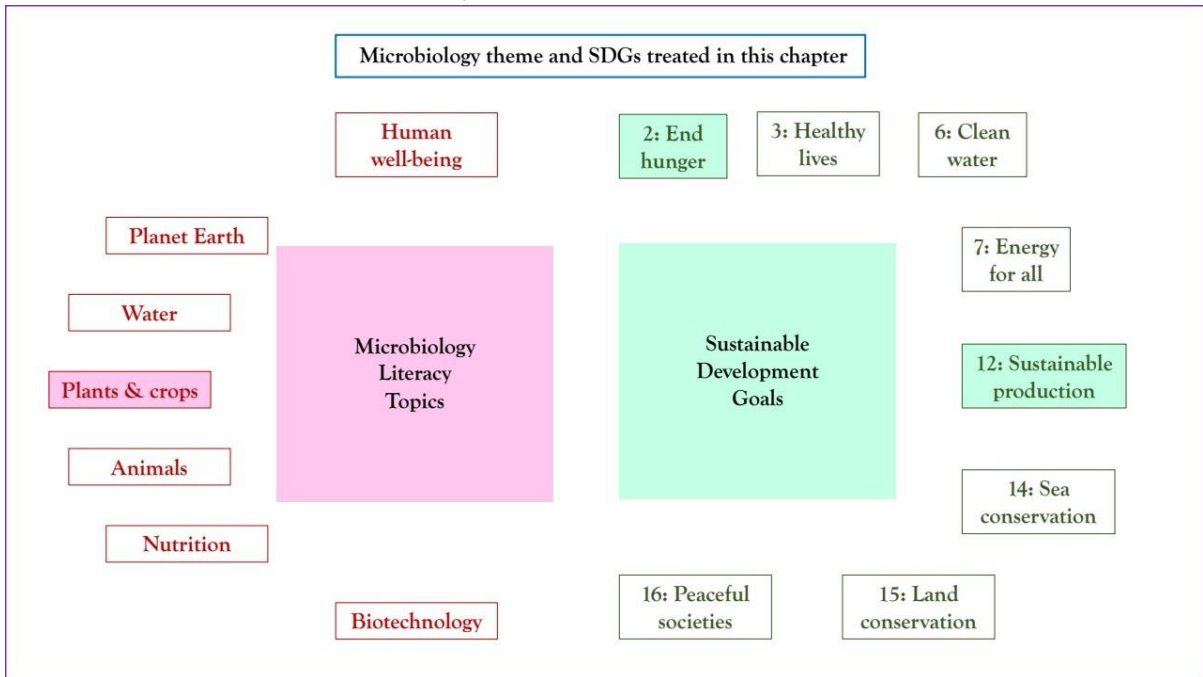 Microbiology theme and SDGs treated in this chapter
Human
well-being
Planet Earth
Water
Plants & crops
Animals
Nutrition
Biotechnology
Microbiology
Literacy
Topics
2: End
hunger
3: Healthy
lives
6: Clean
water
7: Energy
for all
12: Sustainable
production
14: Sea
conservation
15: Land
conservation
16: Peaceful
societies
Sustainable
Development
Goals